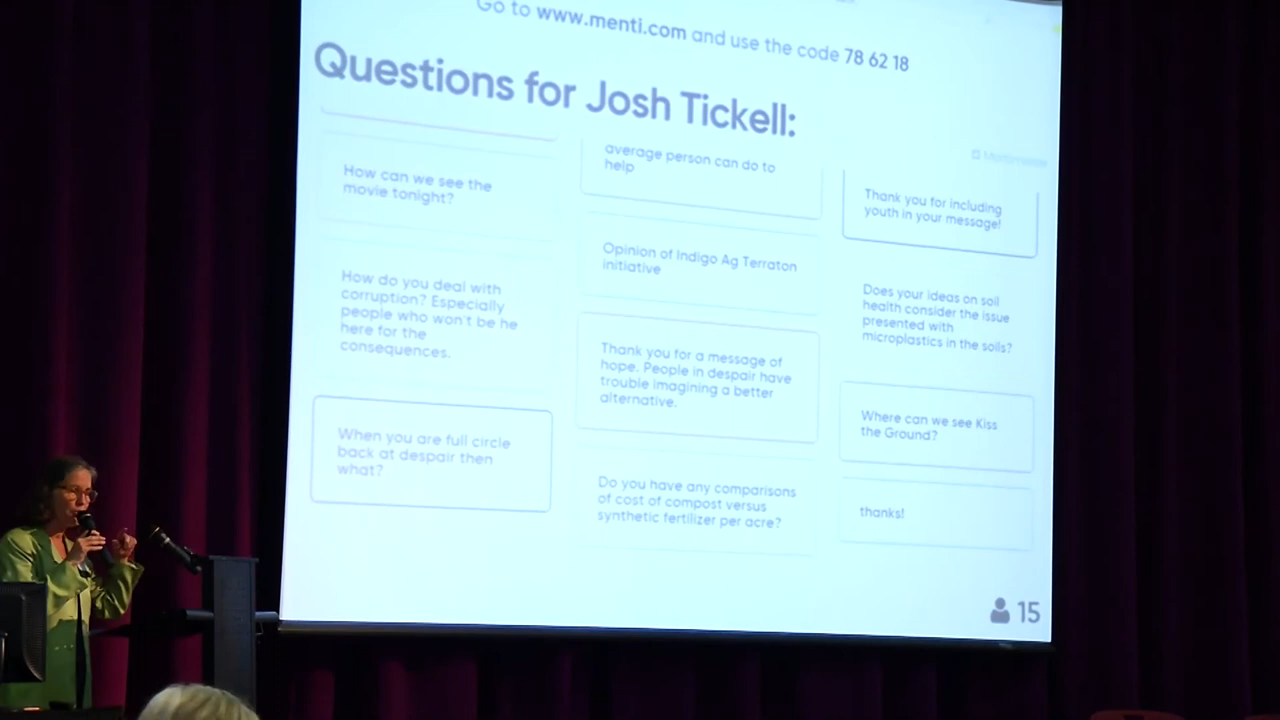 Go to www.menti.com and use the code 78 62 18
Questions for Josh Tickell:
Mentimeter
How can we see the
movie tonight?
How do you deal with
corruption? Especially
people who won't be he
here for the
consequences.
When you are full circle
back at despair then
what?
average person can do to
help
Opinion of Indigo Ag Terraton
initiative
Thank you for a message of
hope. People in despair have
trouble imagining a better
alternative.
Do you have any comparisons
of cost of compost versus
synthetic fertilizer per acre?
Thank you for including
youth in your message!
Does your ideas on soil
health consider the issue
presented with
microplastics in the soils?
Where can we see Kiss
the Ground?
thanks!
15